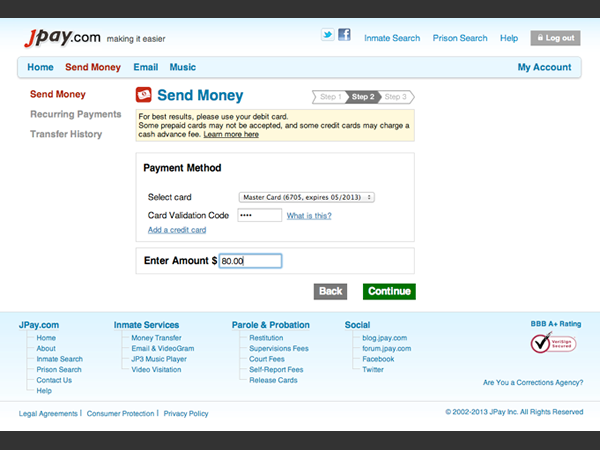 JPay.com making it easier
Inmate Search Prison Search Help Log out
Home Send Money Email Music My Account
Send Money
Recurring Payments
Transfer History
Send Money
Step 1 Step 2 Step 3
For best results, please use your debit card.
Some prepaid cards may not be accepted, and some credit cards may charge a
cash advance fee. Learn more here
Payment Method
Select card Master Card (6705, expires 05/2013)
Card Validation Code •••• What is this?
Add a credit card
Enter Amount $ 80.00
Back Continue
JPay.com
Home
About
Inmate Search
Prison Search
Contact Us
Help
Inmate Services
Money Transfer
Email & VideoGram
JP3 Music Player
Video Visitation
Parole & Probation
Restitution
Supervisions Fees
Court Fees
Self-Report Fees
Release Cards
Social
blog.jpay.com
forum.jpay.com
Facebook
Twitter
BBB A+ Rating
VeriSign
Secured
Are You a Corrections Agency?
Legal Agreements | Consumer Protection | Privacy Policy
© 2002-2013 JPay Inc. All Rights Reserved